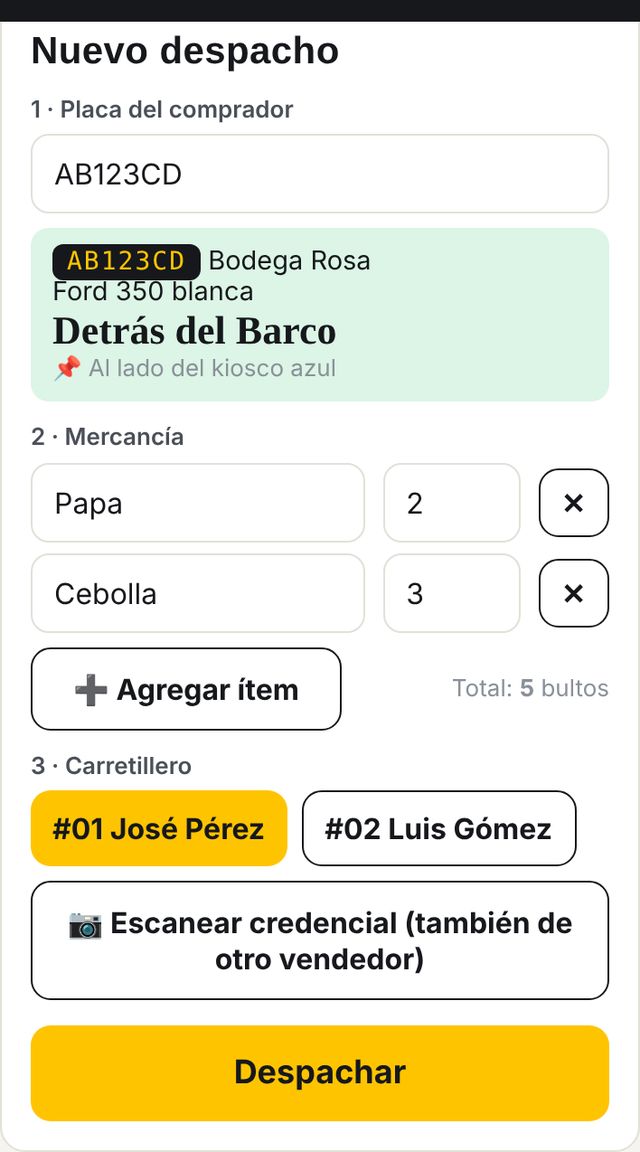 Nuevo despacho
1 · Placa del comprador
AB123CD
AB123CD Bodega Rosa
Ford 350 blanca
Detrás del Barco
📌 Al lado del kiosco azul
2 · Mercancía
Papa 2 ✕
Cebolla 3 ✕
➕ Agregar ítem Total: 5 bultos
3 · Carretillero
#01 José Pérez #02 Luis Gómez
📷 Escanear credencial (también de
otro vendedor)
Despachar